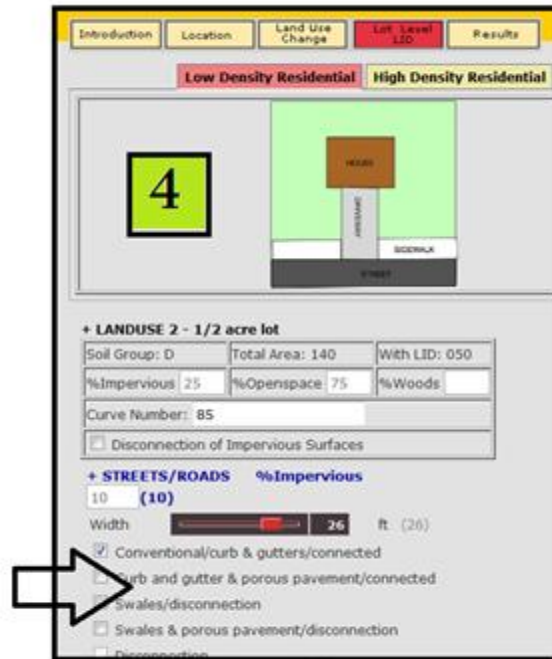 Introduction Location Land Use Change Lot Level LID Results
Low Density Residential High Density Residential
4
HOUSE
DRIVEWAY
SIDEWALK
STREET
+ LANDUSE 2 - 1/2 acre lot
Soil Group: D Total Area: 140 With LID: 050
%Impervious 25 %Openspace 75 %Woods
Curve Number: 85
Disconnection of Impervious Surfaces
+ STREETS/ROADS %Impervious
10 (10)
Width 26 ft (26)
Conventional/curb & gutters/connected
Curb and gutter & porous pavement/connected
Swales/disconnection
Swales & porous pavement/disconnection
Disconnection